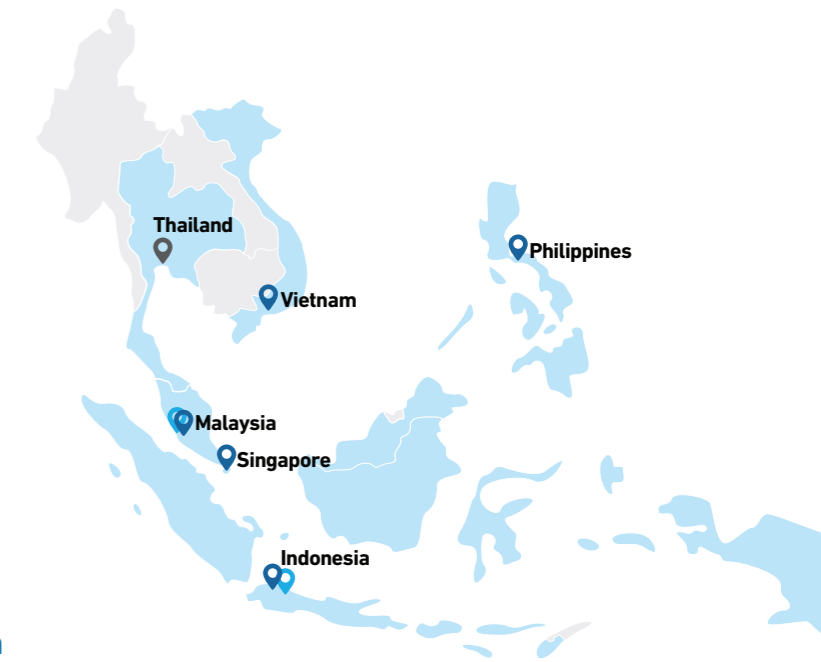 Thailand
Philippines
Vietnam
Malaysia
Singapore
Indonesia